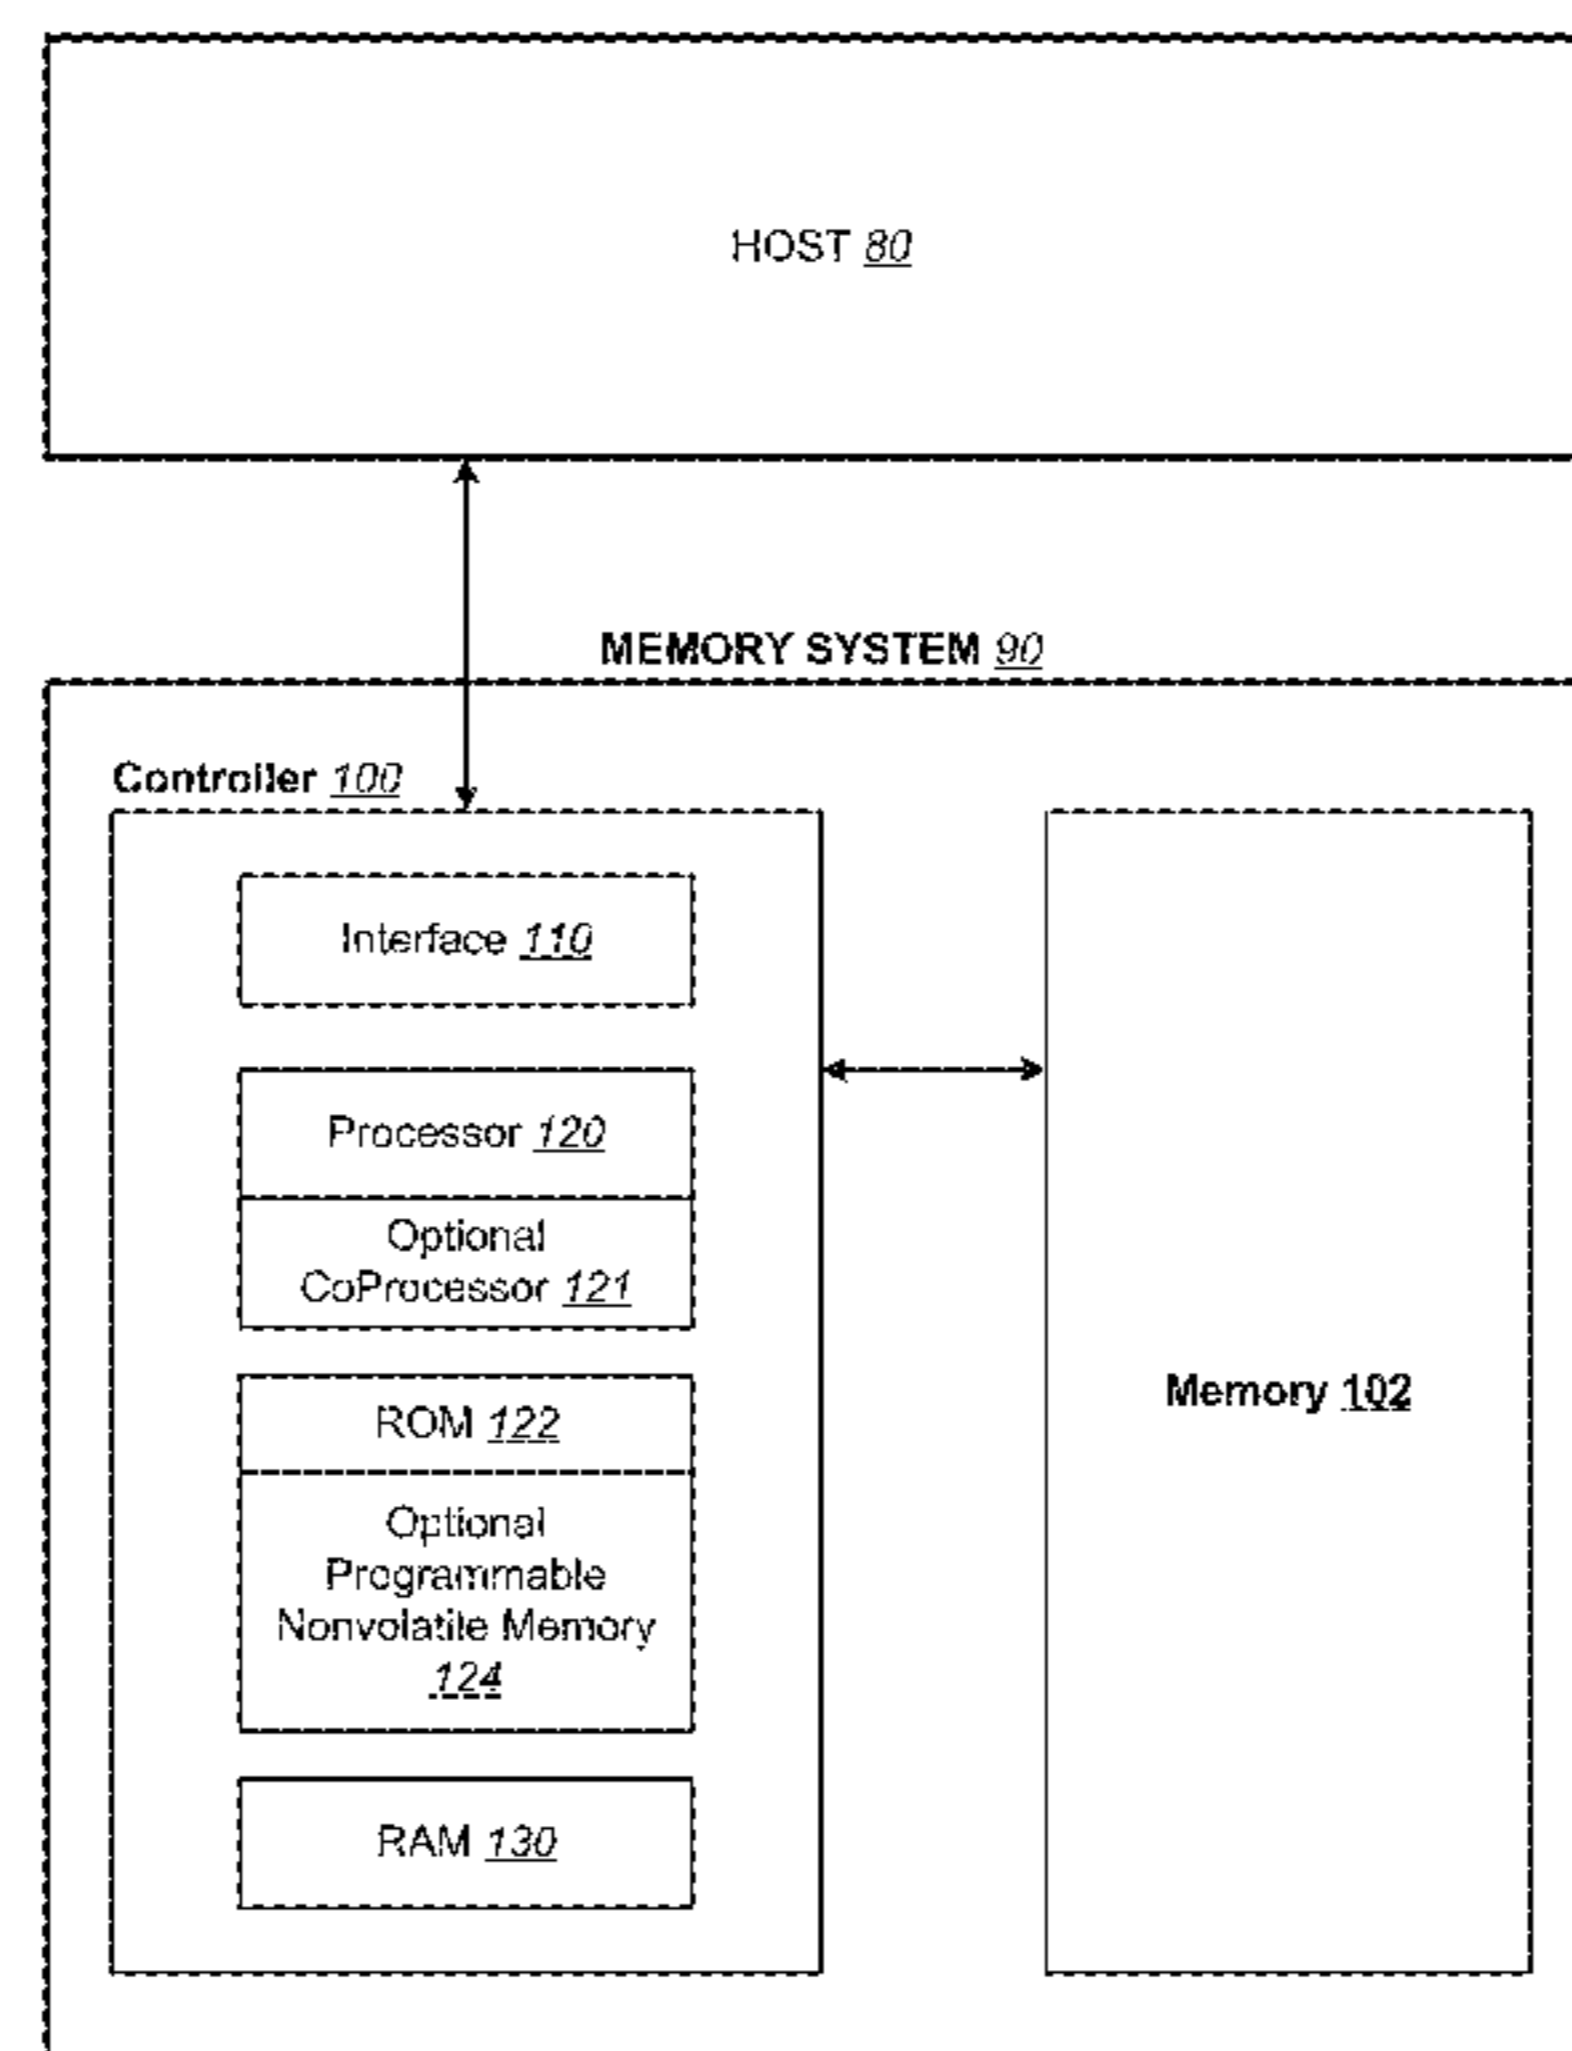 HOST 80
MEMORY SYSTEM 90
Controller 100
Interface 110
Processor 120
Optional
CoProcessor 121
ROM 122
Optional
Programmable
Nonvolatile Memory
124
RAM 130
Memory 102